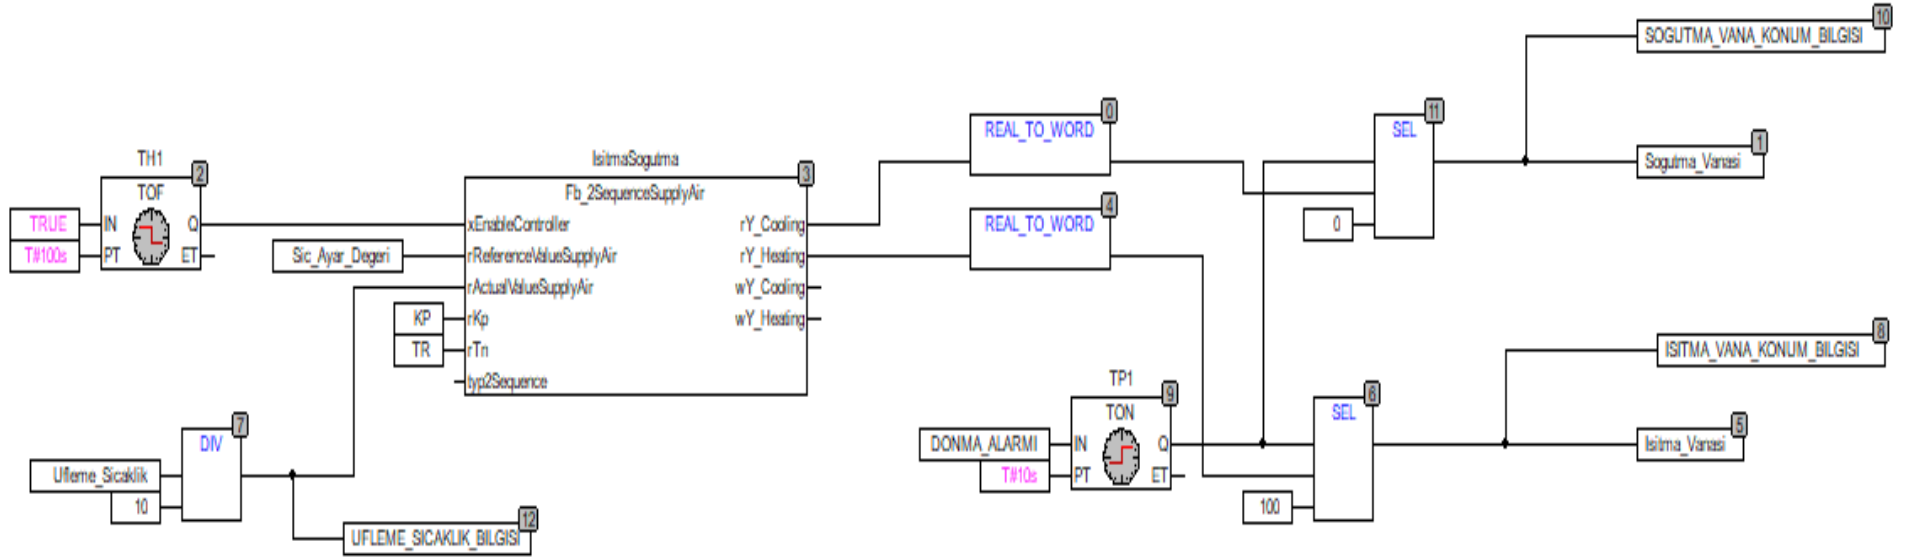 10
SOGUTMA_VANA_KONUM_BILGISI
0
REAL_TO_WORD
11
SEL
1
Sogutma_Vanasi
0
TH1
2
TOF
TRUE
IN
Q
T#100s
PT
ET
IsitmaSogutma
3
Fb_2SequenceSupplyAir
xEnableController
rY_Cooling
Sic_Ayar_Degeri
rReferenceValueSupplyAir
rY_Heating
rActualValueSupplyAir
wY_Cooling
KP
rKp
wY_Heating
TR
rTn
typ2Sequence
4
REAL_TO_WORD
8
ISITMA_VANA_KONUM_BILGISI
TP1
9
TON
DONMA_ALARMI
IN
Q
T#10s
PT
ET
6
SEL
100
5
Isitma_Vanasi
7
DIV
Ufleme_Sicaklik
10
12
UFLEME_SICAKLIK_BILGISI